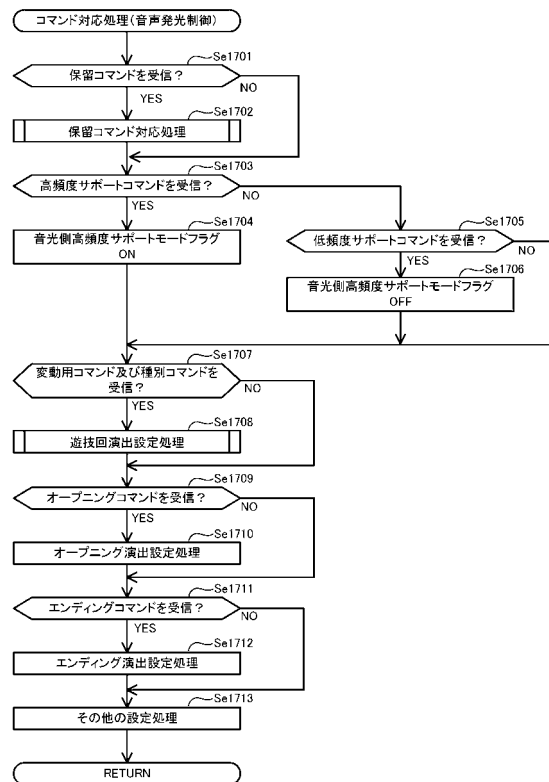 コマンド対応処理(音声発光制御)
Se1701
保留コマンドを受信?
NO
YES
Se1702
保留コマンド対応処理
Se1703
高頻度サポートコマンドを受信?
NO
YES
Se1704
音光側高頻度サポートモードフラグ
ON
Se1705
低頻度サポートコマンドを受信?
NO
YES
Se1706
音光側高頻度サポートモードフラグ
OFF
Se1707
変動用コマンド及び種別コマンドを
受信?
NO
YES
Se1708
遊技回演出設定処理
Se1709
オープニングコマンドを受信?
NO
YES
Se1710
オープニング演出設定処理
Se1711
エンディングコマンドを受信?
NO
YES
Se1712
エンディング演出設定処理
Se1713
その他の設定処理
RETURN